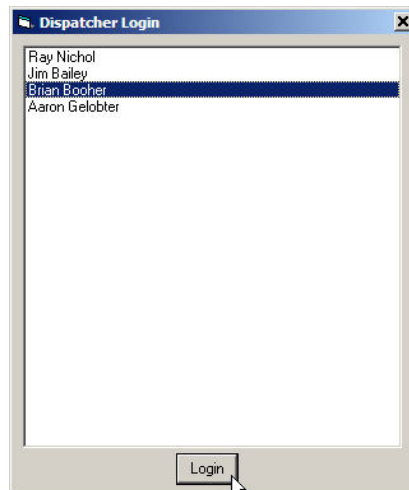 Dispatcher Login
Ray Nichol
Jim Bailey
Brian Booher
Aaron Gelobter
Login